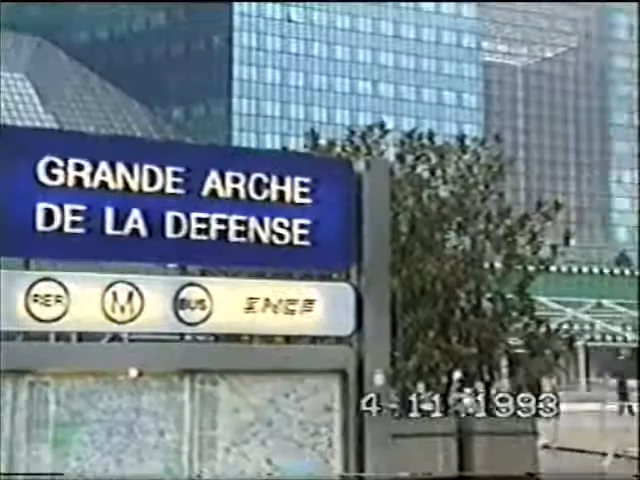 GRANDE ARCHE
DE LA DEFENSE
RER M BUS SNCF
4.11.1993